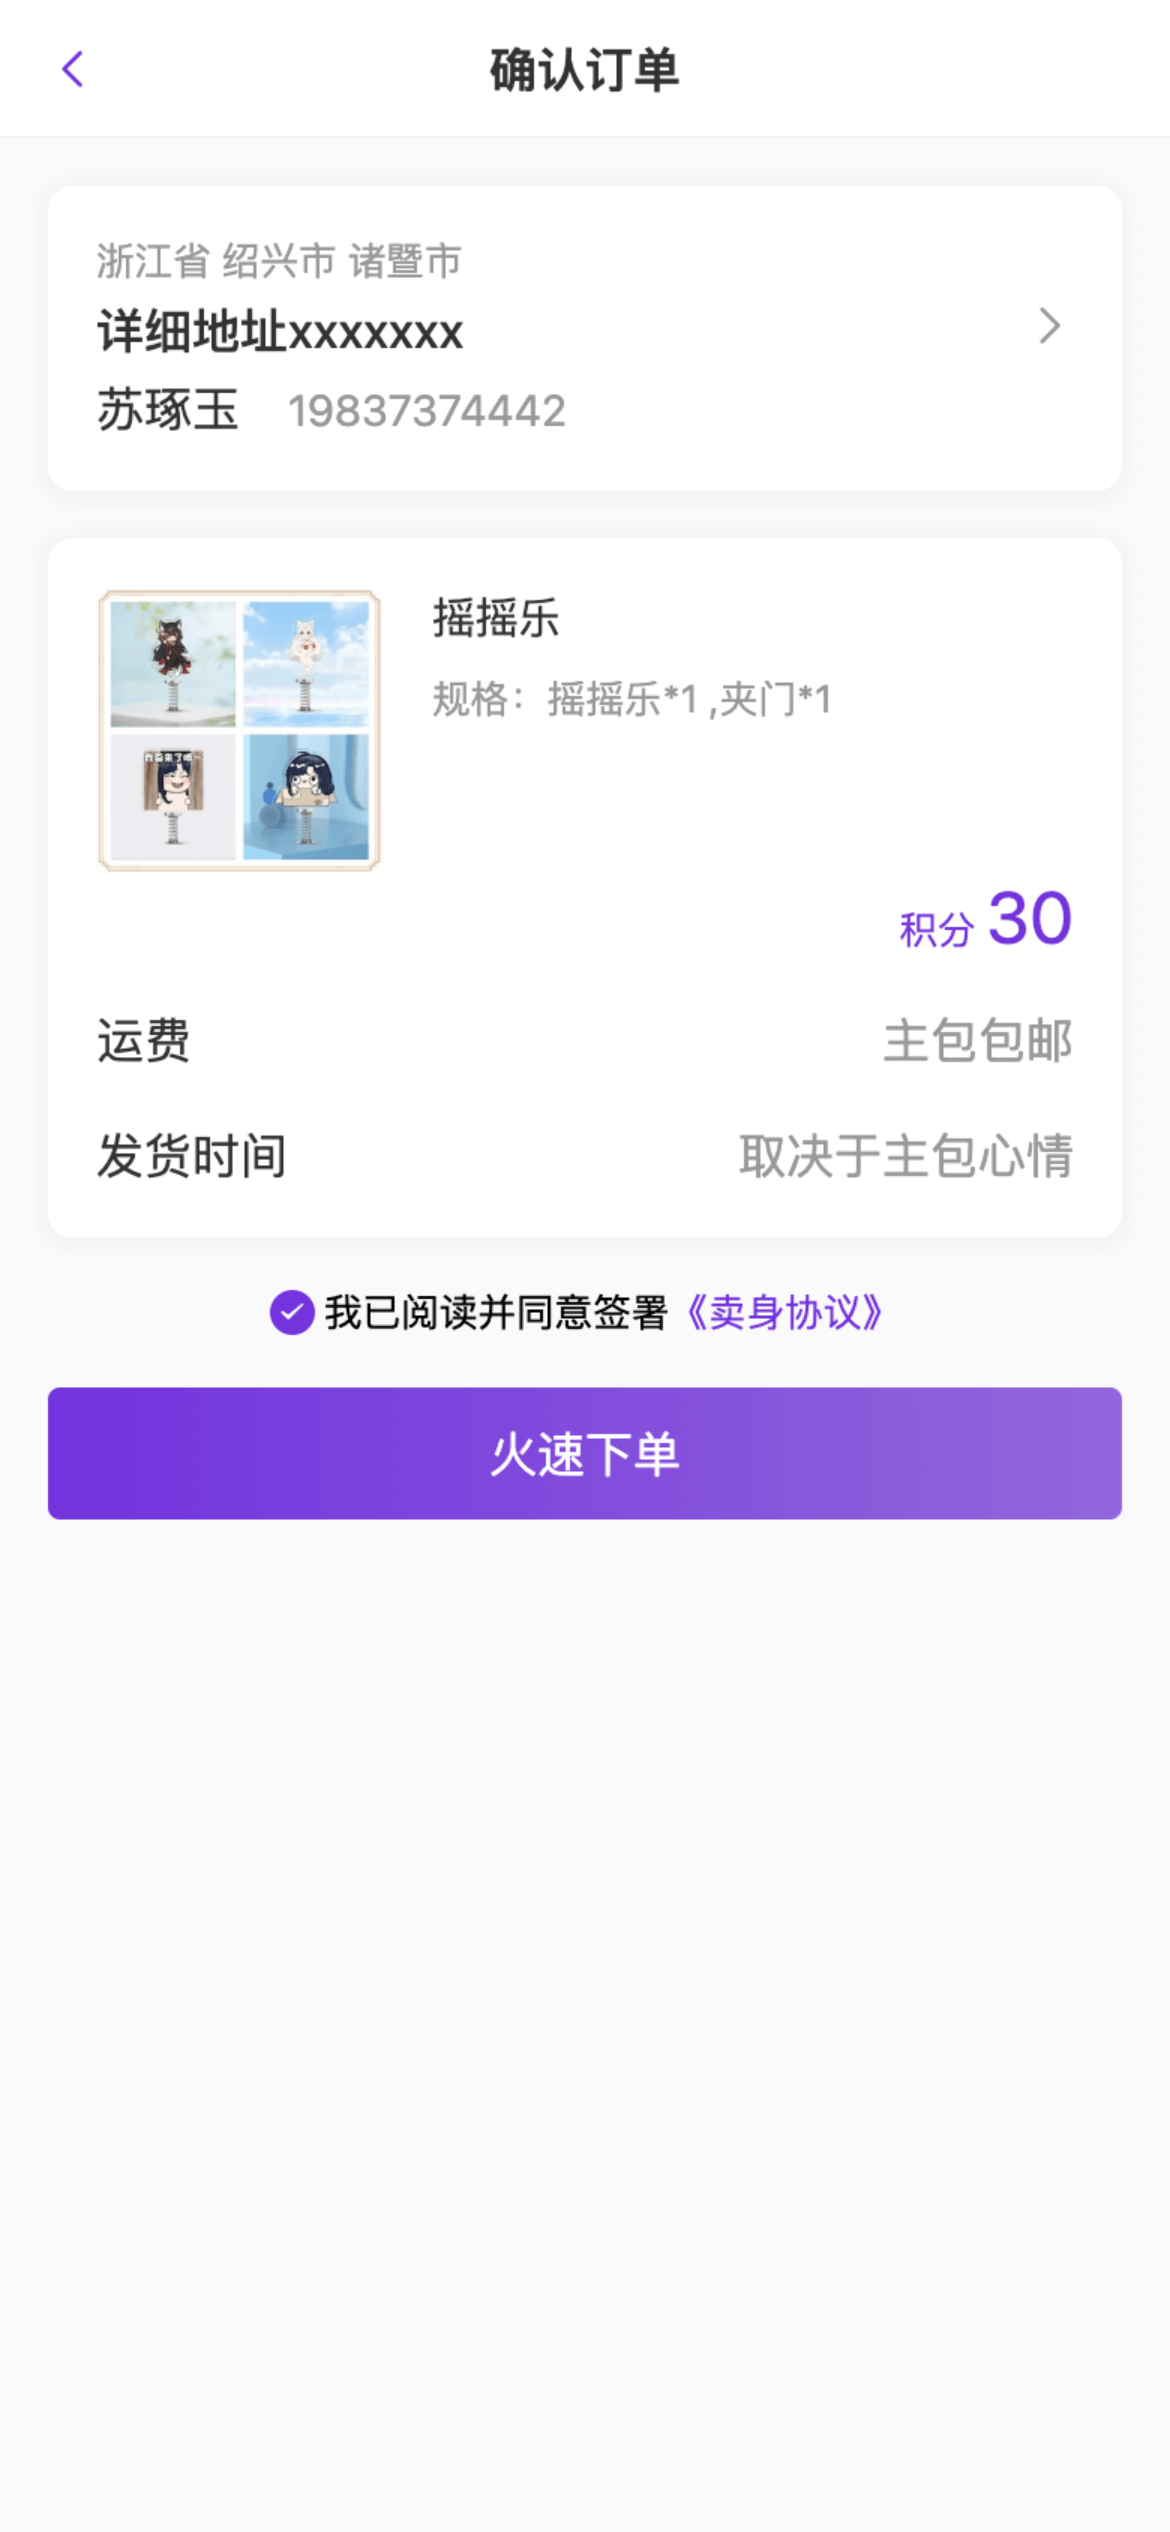 确认订单
浙江省 绍兴市 诸暨市
详细地址xxxxxxx
苏琢玉 19837374442
摇摇乐
规格：摇摇乐*1 ,夹门*1
积分 30
运费 主包包邮
发货时间 取决于主包心情
我已阅读并同意签署《卖身协议》
火速下单